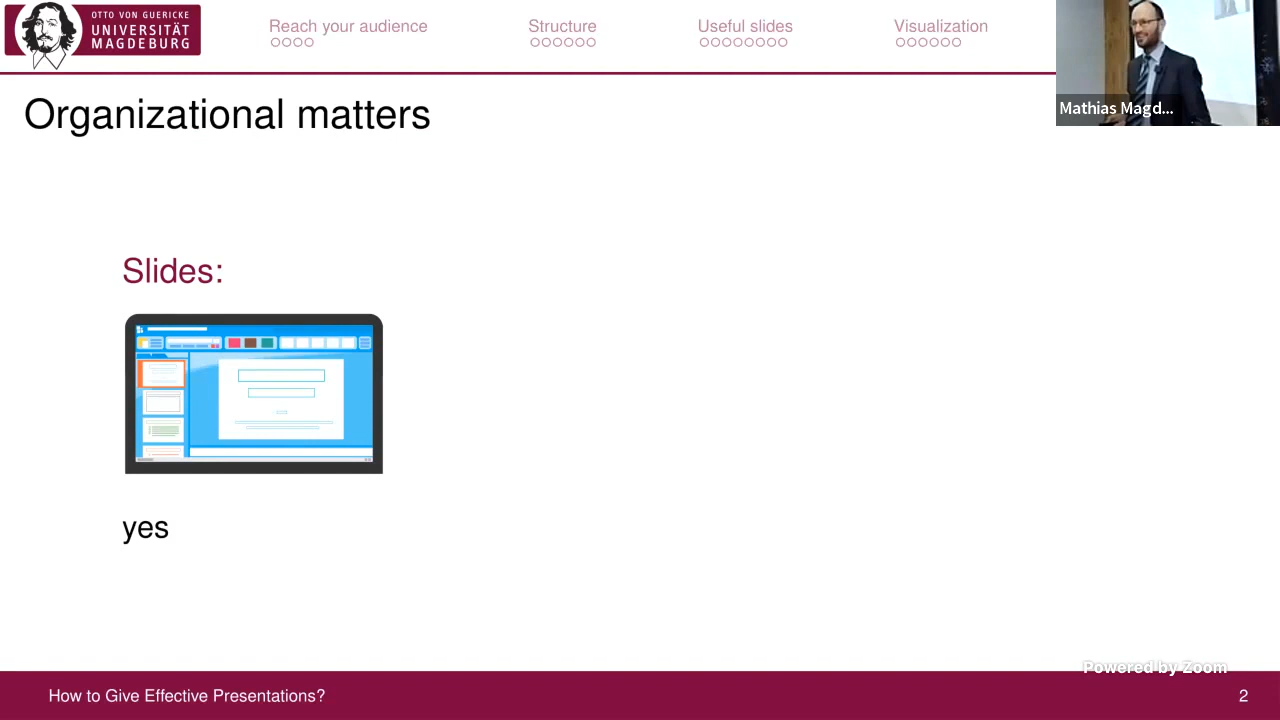 OTTO VON GUERICKE
UNIVERSITÄT
MAGDEBURG
Reach your audience
Structure
Useful slides
Visualization
Mathias Magd...
Organizational matters
Slides:
yes
Powered by Zoom
How to Give Effective Presentations?
2